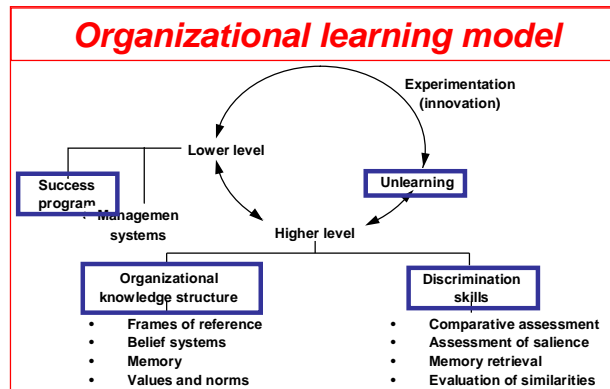 Organizational learning model
Experimentation
(innovation)
Lower level
Success
program
Unlearning
Managemen
systems
Higher level
Organizational
knowledge structure
Discrimination
skills
• Frames of reference
• Belief systems
• Memory
• Values and norms
• Comparative assessment
• Assessment of salience
• Memory retrieval
• Evaluation of similarities